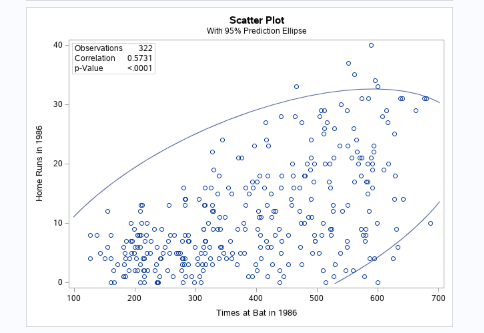 Scatter Plot
With 95% Prediction Ellipse
Observations 322
Correlation 0.5731
p-Value <.0001
40
30
20
10
0
Home Runs in 1986
100 200 300 400 500 600 700
Times at Bat in 1986